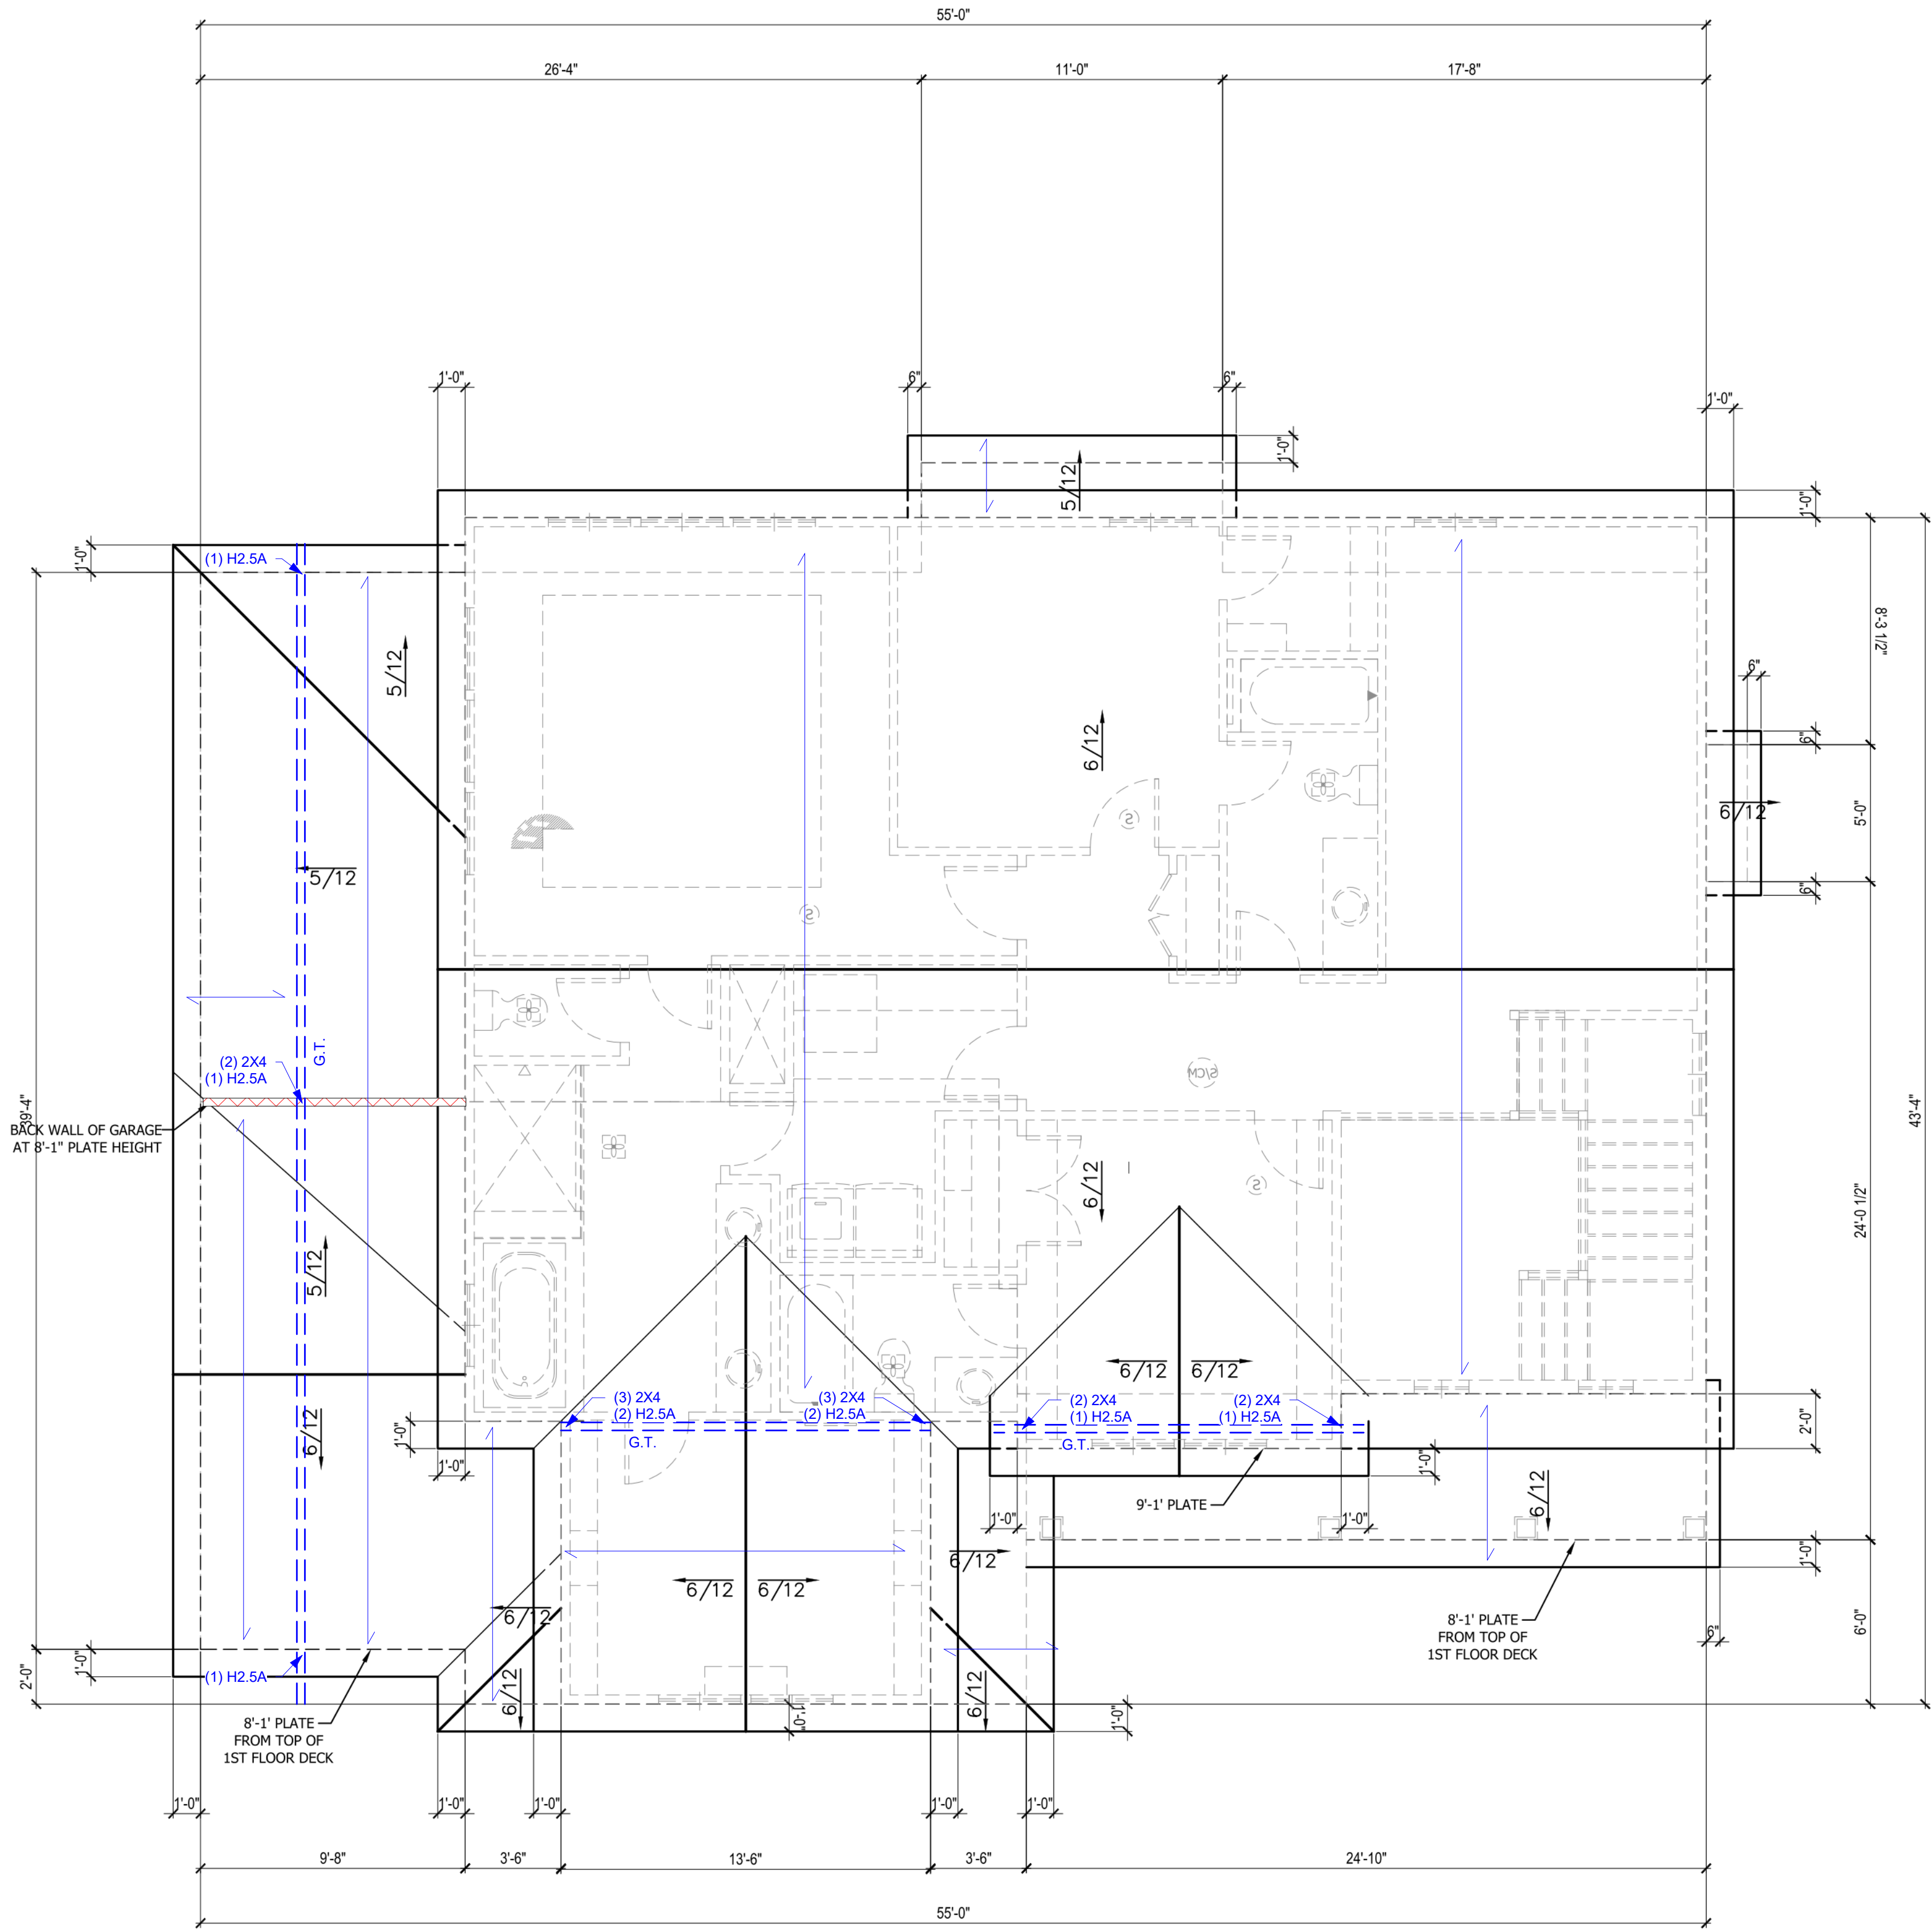 55'-0"
26'-4"
11'-0"
17'-8"
1'-0"
6"
6"
1'-0"
1'-0"
5/12
1'-0"
1'-0"
(1) H2.5A
8'-3 1/2"
5/12
6"
6/12
6"
6/12
5'-0"
5/12
6"
S
S
G.T.
(2) 2X4
(1) H2.5A
S/CM
39'-4"
43'-4"
BACK WALL OF GARAGE
AT 8'-1" PLATE HEIGHT
6/12
S
24'-0 1/2"
5/12
6/12
6/12
(3) 2X4
(2) H2.5A
(3) 2X4
(2) H2.5A
(2) 2X4
(1) H2.5A
(2) 2X4
(1) H2.5A
2'-0"
6/12
1'-0"
G.T.
G.T.
1'-0"
1'-0"
9'-1' PLATE
6/12
1'-0"
1'-0"
6/12
1'-0"
6/12
6/12
6/12
8'-1' PLATE
FROM TOP OF
1ST FLOOR DECK
6"
6'-0"
2'-0"
1'-0"
(1) H2.5A
6/12
6/12
8'-1' PLATE
FROM TOP OF
1ST FLOOR DECK
1'-0"
1'-0"
1'-0"
1'-0"
1'-0"
1'-0"
1'-0"
9'-8"
3'-6"
13'-6"
3'-6"
24'-10"
55'-0"